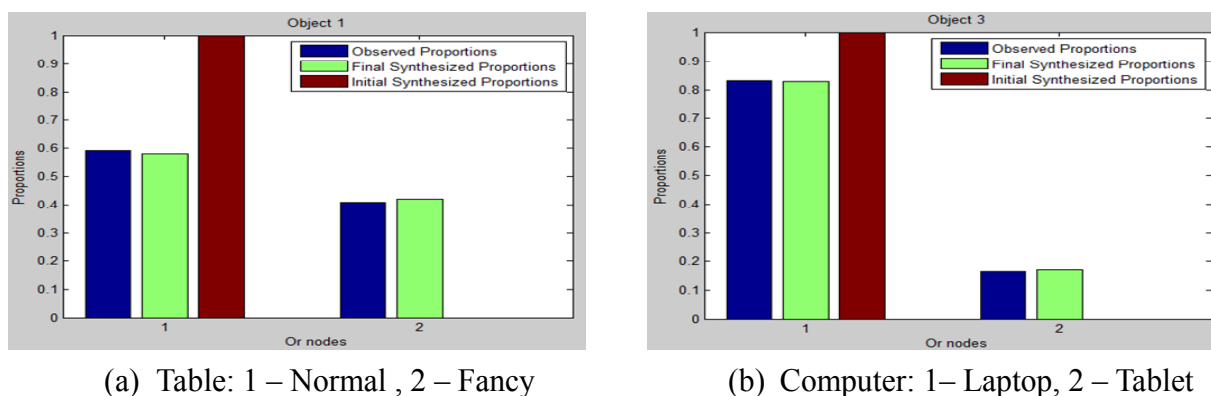 Object 1
1
0.9
0.8
0.7
0.6
0.5
0.4
0.3
0.2
0.1
0
Proportions
Observed Proportions
Final Synthesized Proportions
Initial Synthesized Proportions
1 2
Or nodes
(a) Table: 1 – Normal , 2 – Fancy
Object 3
1
0.9
0.8
0.7
0.6
0.5
0.4
0.3
0.2
0.1
0
Proportions
Observed Proportions
Final Synthesized Proportions
Initial Synthesized Proportions
1 2
Or nodes
(b) Computer: 1– Laptop, 2 – Tablet